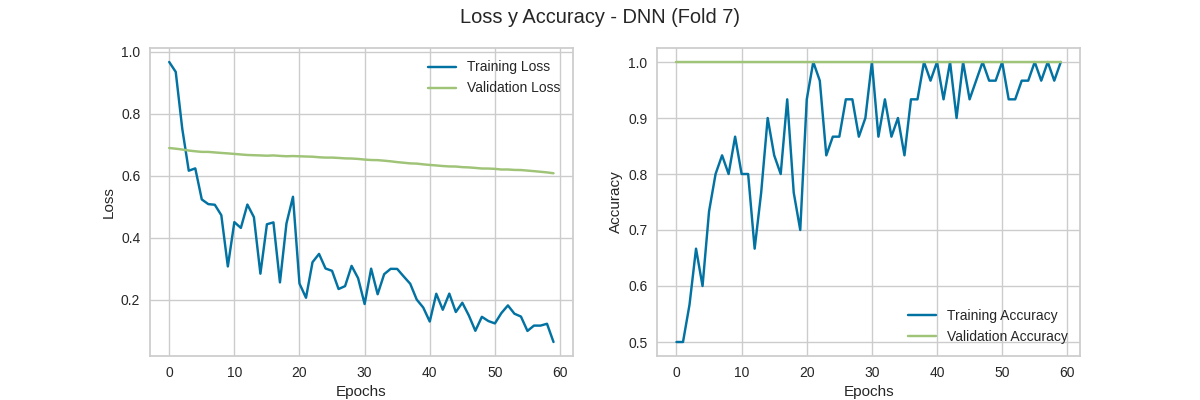 Loss y Accuracy - DNN (Fold 7)
1.0
0.8
0.6
0.4
0.2
Loss
0 10 20 30 40 50 60
Epochs
Training Loss
Validation Loss
1.0
0.9
0.8
0.7
0.6
0.5
Accuracy
0 10 20 30 40 50 60
Epochs
Training Accuracy
Validation Accuracy